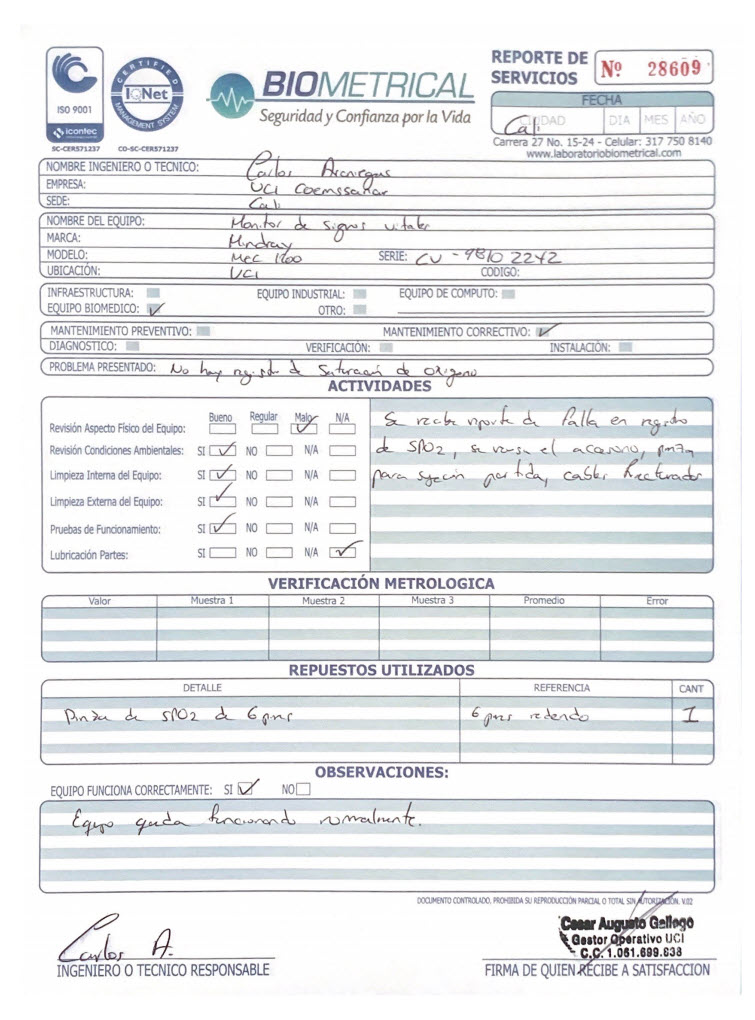 REPORTE DE SERVICIOS Nº 28609
ISO 9001
icontec
SC-CER571237
CERTIFIED
IQNet
MANAGEMENT SYSTEM
CO-SC-CER571237
BIOMETRICAL
Seguridad y Confianza por la Vida
FECHA
CIUDAD DIA MES AÑO
Cali
Carrera 27 No. 15-24 - Celular: 317 750 8140
www.laboratoriobiometrical.com
NOMBRE INGENIERO O TECNICO: Carlos
EMPRESA: UCI Coemssanar
SEDE: Cali
NOMBRE DEL EQUIPO: Monitor de signos vitales
MARCA: Mindray
MODELO: Mec 1200 SERIE: CU - 9810 2242
UBICACIÓN: UCI CODIGO:
INFRAESTRUCTURA: EQUIPO INDUSTRIAL: EQUIPO DE COMPUTO:
EQUIPO BIOMEDICO: ✓ OTRO:
MANTENIMIENTO PREVENTIVO: MANTENIMIENTO CORRECTIVO: ✓
DIAGNOSTICO: VERIFICACIÓN: INSTALACIÓN:
PROBLEMA PRESENTADO: No hay registro de Saturación de oxigeno
ACTIVIDADES
Bueno Regular Malo N/A
Revisión Aspecto Físico del Equipo: ✓
Revisión Condiciones Ambientales: SI ✓ NO N/A
Limpieza Interna del Equipo: SI ✓ NO N/A
Limpieza Externa del Equipo: SI ✓ NO N/A
Pruebas de Funcionamiento: SI ✓ NO N/A
Lubricación Partes: SI NO N/A ✓
Se recibe reporte de falla en registro
de SPO2, se revisa el accesorio, pinza
para partida, cables
VERIFICACIÓN METROLOGICA
Valor Muestra 1 Muestra 2 Muestra 3 Promedio Error
REPUESTOS UTILIZADOS
DETALLE REFERENCIA CANT
Pinza de SPO2 de 6 pines 6 pines redondo 1
OBSERVACIONES:
EQUIPO FUNCIONA CORRECTAMENTE: SI ✓ NO
Equipo queda funcionando normalmente.
DOCUMENTO CONTROLADO, PROHIBIDA SU REPRODUCCIÓN PARCIAL O TOTAL SIN AUTORIZACIÓN. V.02
Carlos A.
INGENIERO O TECNICO RESPONSABLE
Cesar Augusto Gallego
Gestor Operativo UCI
C.C. 1.061.699.838
FIRMA DE QUIEN RECIBE A SATISFACCION